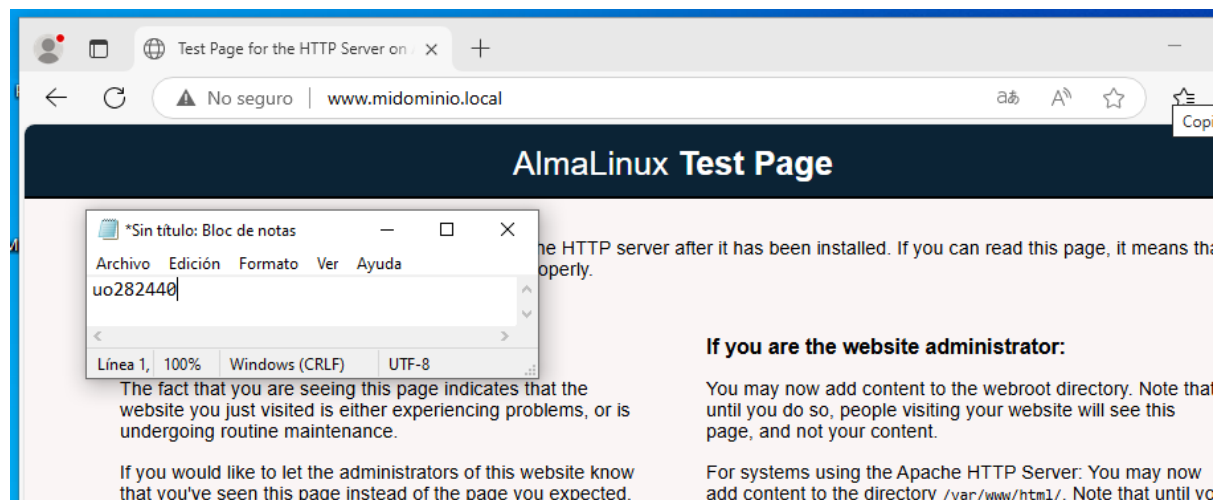 Test Page for the HTTP Server on
No seguro www.midominio.local
Copi
AlmaLinux Test Page
*Sin título: Bloc de notas
Archivo Edición Formato Ver Ayuda
uo282440
Línea 1, 100% Windows (CRLF) UTF-8
HTTP server after it has been installed. If you can read this page, it means
If you are the website administrator:
The fact that you are seeing this page indicates that the
website you just visited is either experiencing problems, or is
undergoing routine maintenance.
If you would like to let the administrators of this website know
that you've seen this page instead of the page you expected,
You may now add content to the webroot directory. Note that
until you do so, people visiting your website will see this
page, and not your content.
For systems using the Apache HTTP Server: You may now
add content to the directory /var/www/html/. Note that until